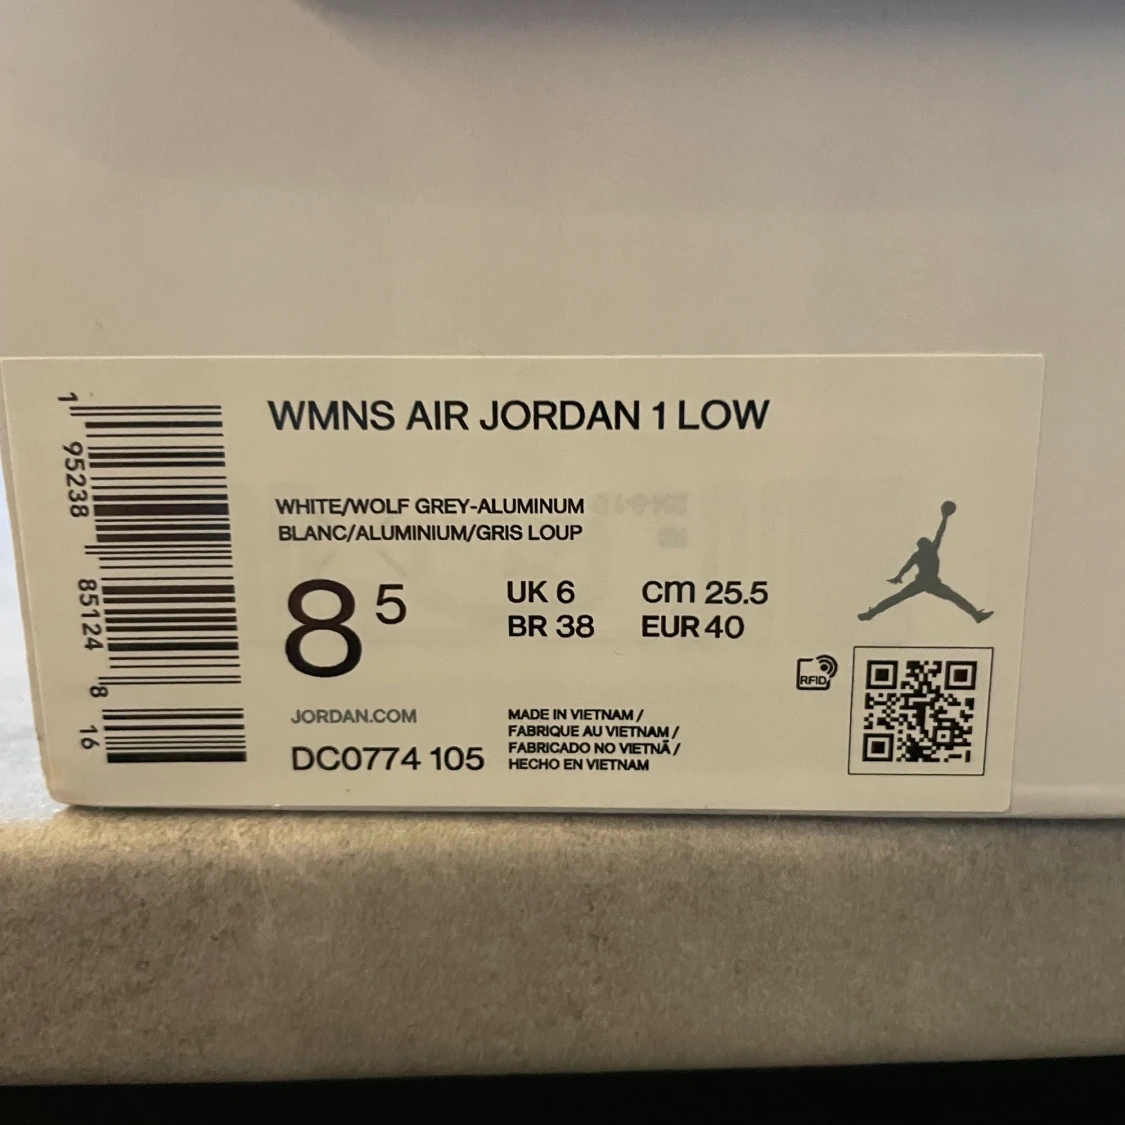 WMNS AIR JORDAN 1 LOW
WHITE/WOLF GREY-ALUMINUM
BLANC/ALUMINIUM/GRIS LOUP
8 5
UK 6 cm 25.5
BR 38 EUR 40
JORDAN.COM
DC0774 105
MADE IN VIETNAM /
FABRIQUE AU VIETNAM /
FABRICADO NO VIETNÃ /
HECHO EN VIETNAM
RFID
1 95238 85124 8 16